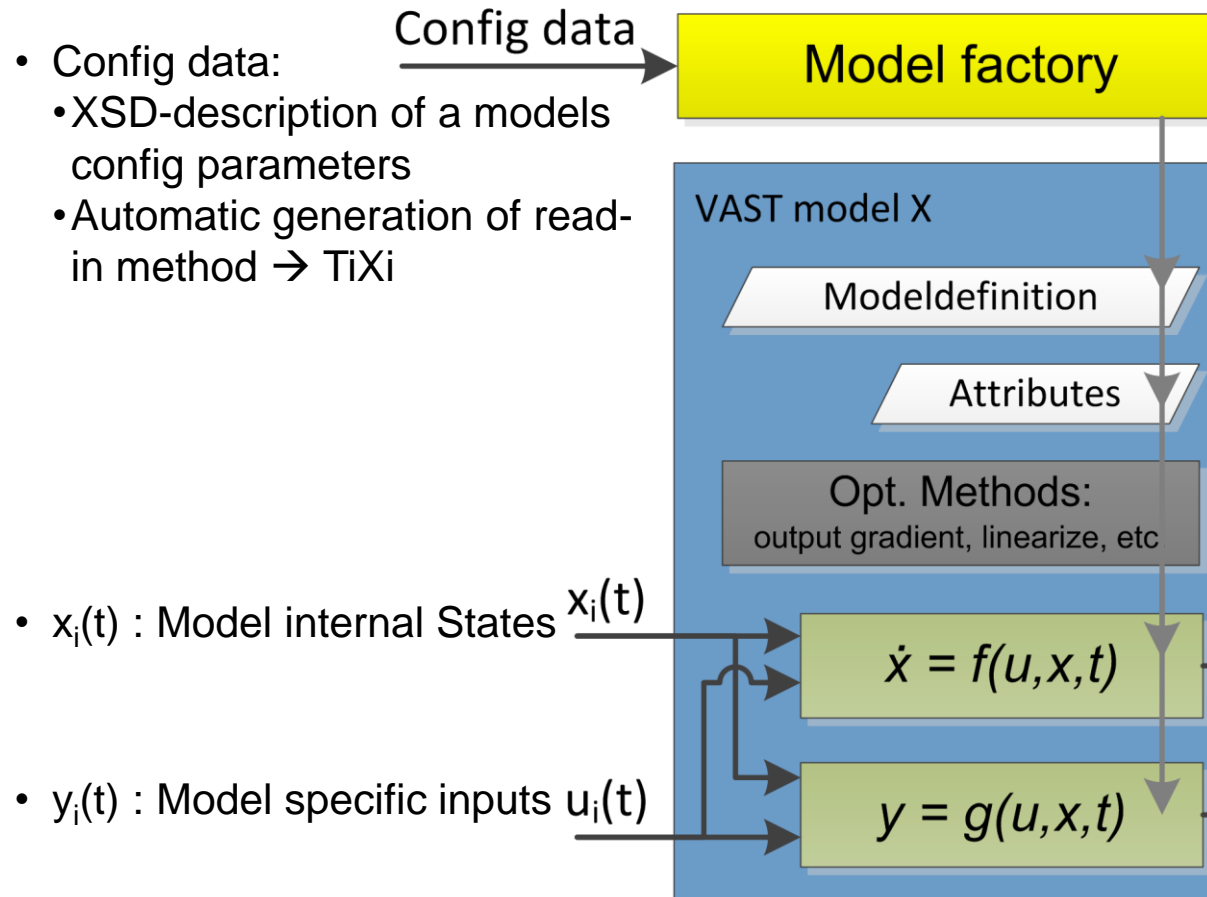 Config data
• Config data:
•XSD-description of a models
config parameters
•Automatic generation of read-
in method → TiXi
Model factory
VAST model X
Modeldefinition
Attributes
Opt. Methods:
output gradient, linearize, etc
• xᵢ(t) : Model internal States
xᵢ(t)
ẋ = f(u,x,t)
• yᵢ(t) : Model specific inputs
uᵢ(t)
y = g(u,x,t)